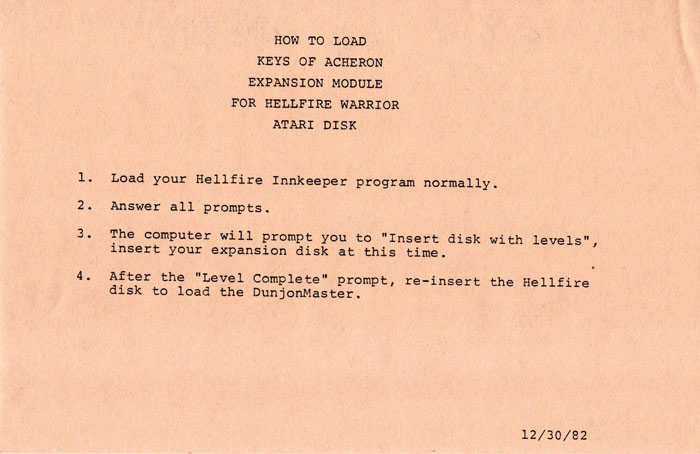 HOW TO LOAD
KEYS OF ACHERON
EXPANSION MODULE
FOR HELLFIRE WARRIOR
ATARI DISK
1. Load your Hellfire Innkeeper program normally.
2. Answer all prompts.
3. The computer will prompt you to "Insert disk with levels",
insert your expansion disk at this time.
4. After the "Level Complete" prompt, re-insert the Hellfire
disk to load the DunjonMaster.
12/30/82